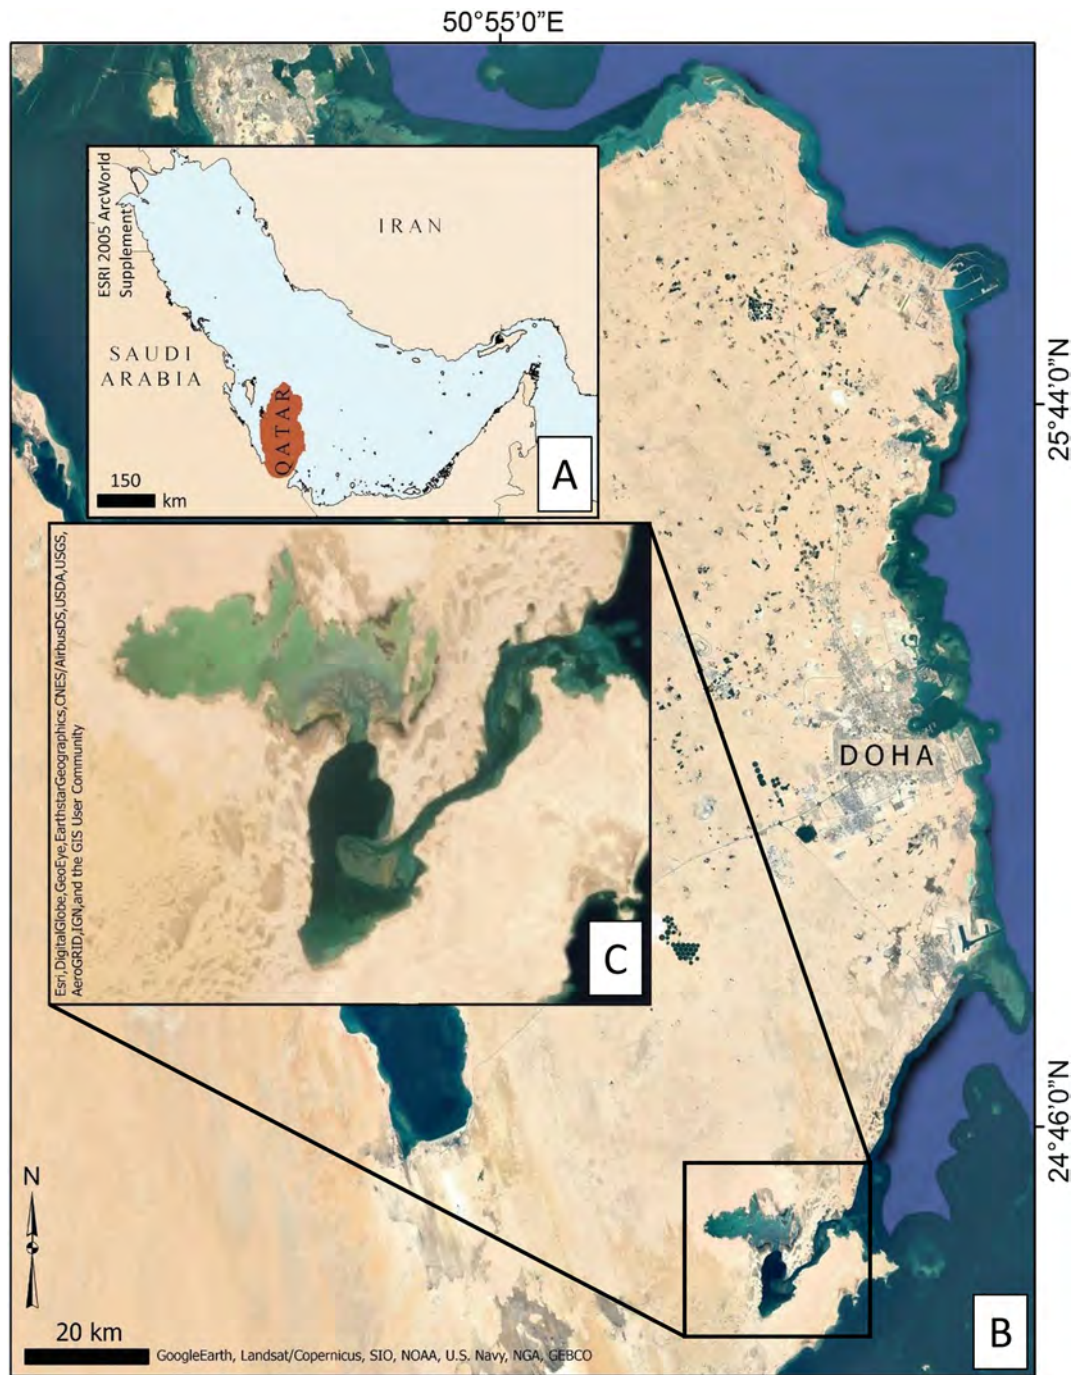 50°55'0"E
ESRI 2005 ArcWorld
Supplement
IRAN
SAUDI
ARABIA
QATAR
150
km
A
25°44'0"N
Esri,DigitalGlobe,GeoEye,EarthstarGeographics,CNES/AirbusDS,USDA,USGS,
AeroGRID,IGN,and the GIS User Community
C
DOHA
24°46'0"N
N
20 km
GoogleEarth, Landsat/Copernicus, SIO, NOAA, U.S. Navy, NGA, GEBCO
B